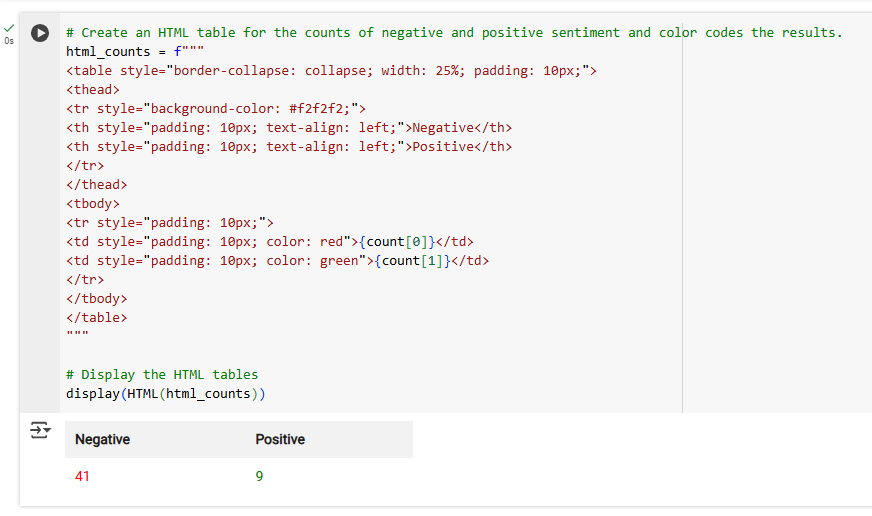 0s
# Create an HTML table for the counts of negative and positive sentiment and color codes the results.
html_counts = f"""
<table style="border-collapse: collapse; width: 25%; padding: 10px;">
<thead>
<tr style="background-color: #f2f2f2;">
<th style="padding: 10px; text-align: left;">Negative</th>
<th style="padding: 10px; text-align: left;">Positive</th>
</tr>
</thead>
<tbody>
<tr style="padding: 10px;">
<td style="padding: 10px; color: red">{count[0]}</td>
<td style="padding: 10px; color: green">{count[1]}</td>
</tr>
</tbody>
</table>
"""
# Display the HTML tables
display(HTML(html_counts))
Negative Positive
41 9